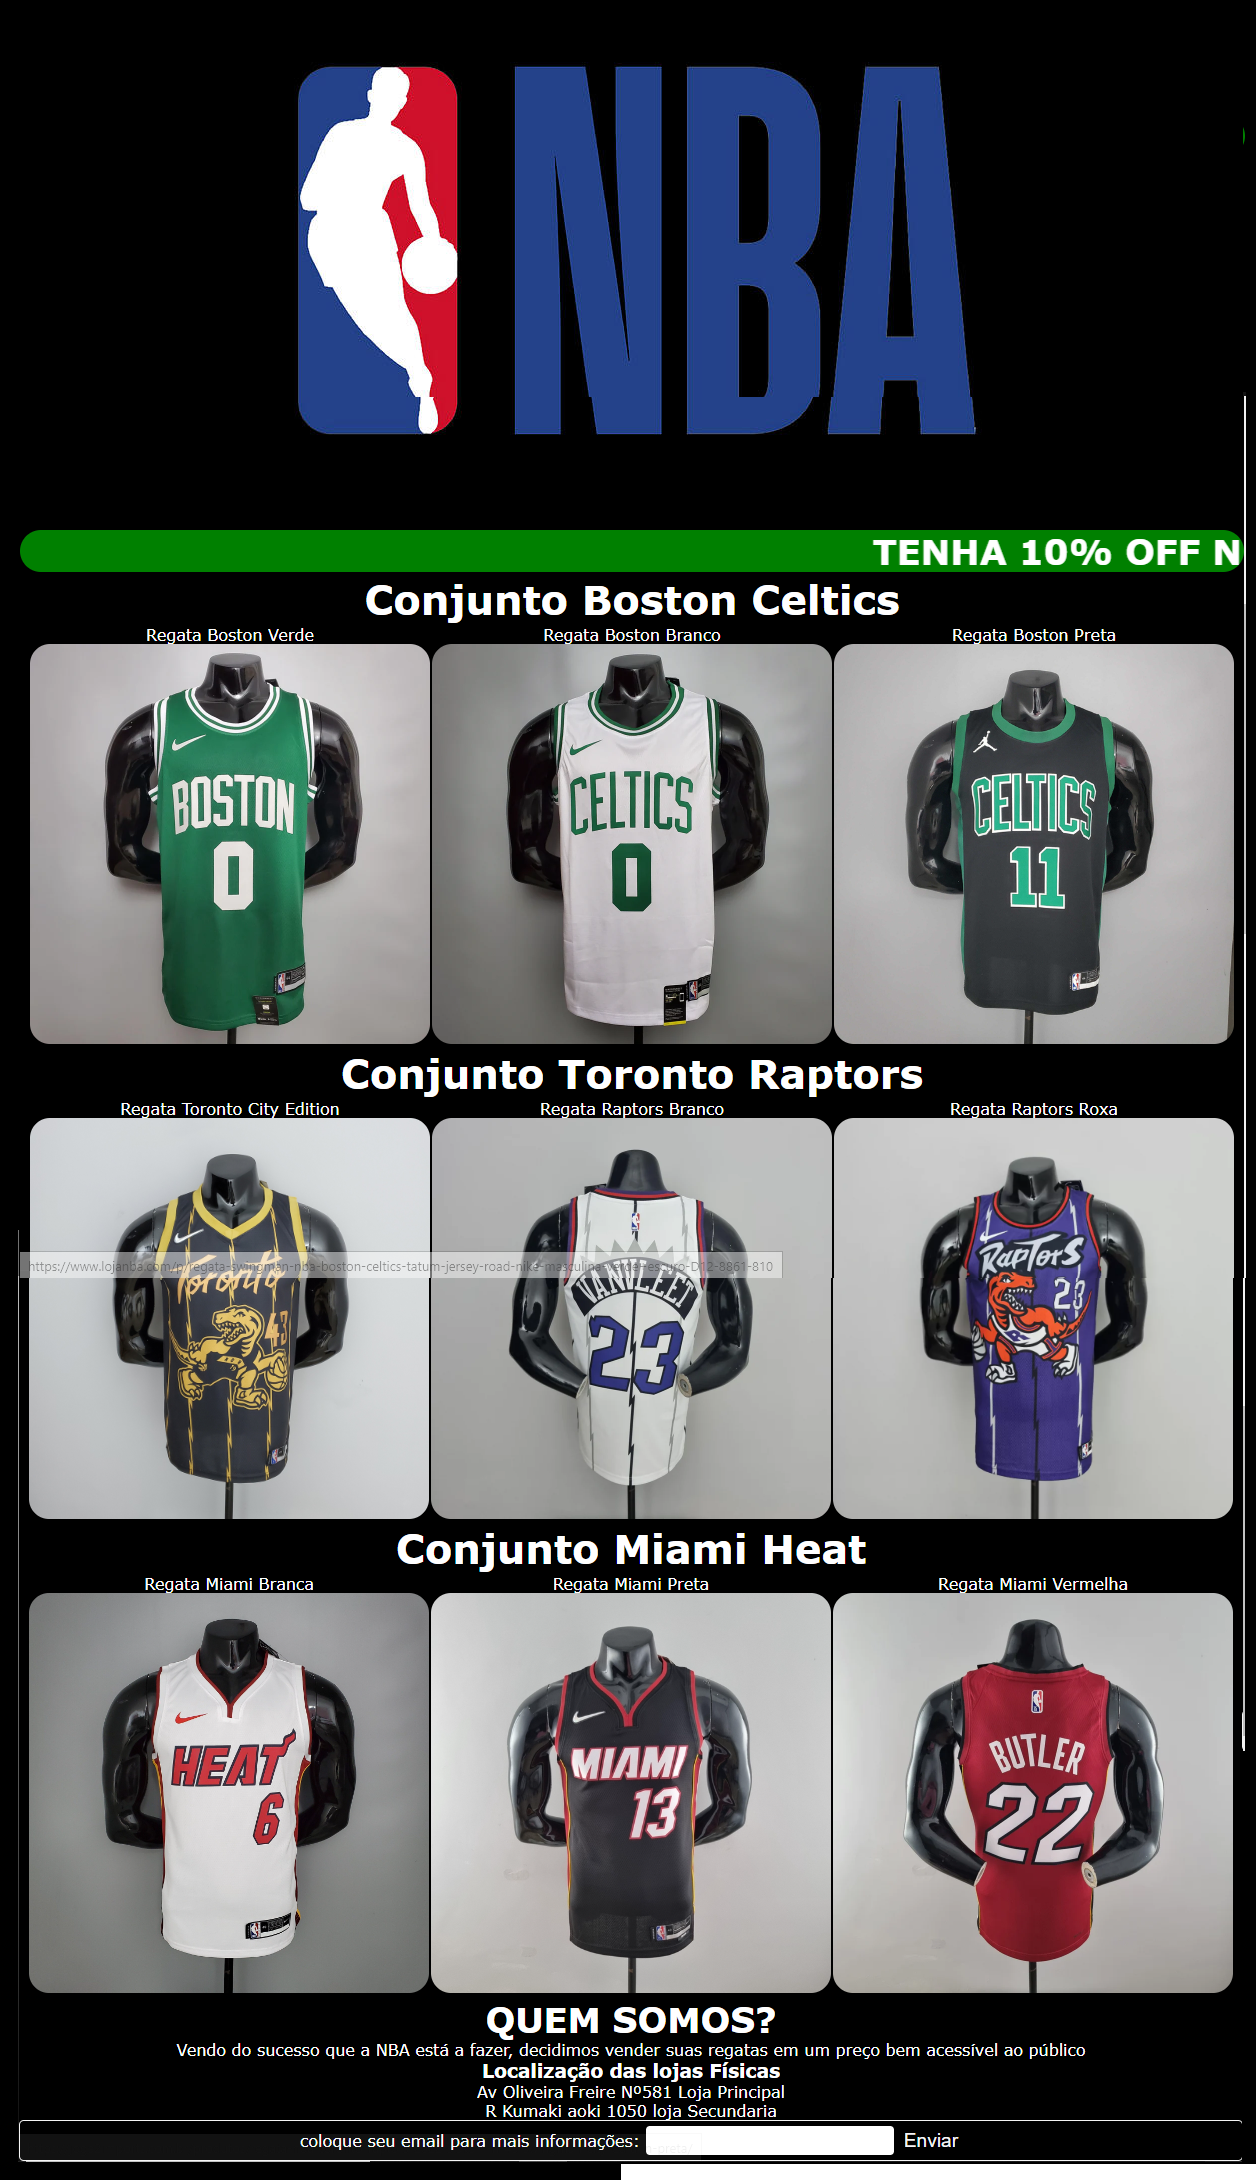 NBA
TENHA 10% OFF N
Conjunto Boston Celtics
Regata Boston Verde
Regata Boston Branco
Regata Boston Preta
BOSTON
0
CELTICS
0
CELTICS
11
Conjunto Toronto Raptors
Regata Toronto City Edition
Regata Raptors Branco
Regata Raptors Roxa
https://www.lojanba.com/p/regata-swingman-nba-boston-celtics-tatum-jersey-road-nike-masculina-verde+escuro-D12-8861-810
Toronto
43
VANVLEET
23
RAPTORS
23
Conjunto Miami Heat
Regata Miami Branca
Regata Miami Preta
Regata Miami Vermelha
HEAT
6
MIAMI
13
BUTLER
22
QUEM SOMOS?
Vendo do sucesso que a NBA está a fazer, decidimos vender suas regatas em um preço bem acessível ao público
Localização das lojas Físicas
Av Oliveira Freire Nº581 Loja Principal
R Kumaki aoki 1050 loja Secundaria
coloque seu email para mais informações:
Enviar